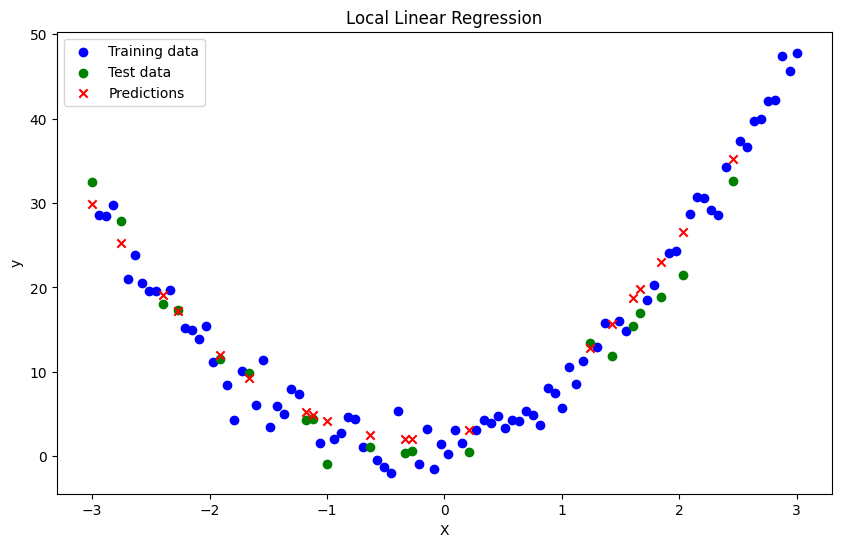 Local Linear Regression
Training data
Test data
Predictions
50
40
30
20
10
0
y
−3
−2
−1
0
1
2
3
X